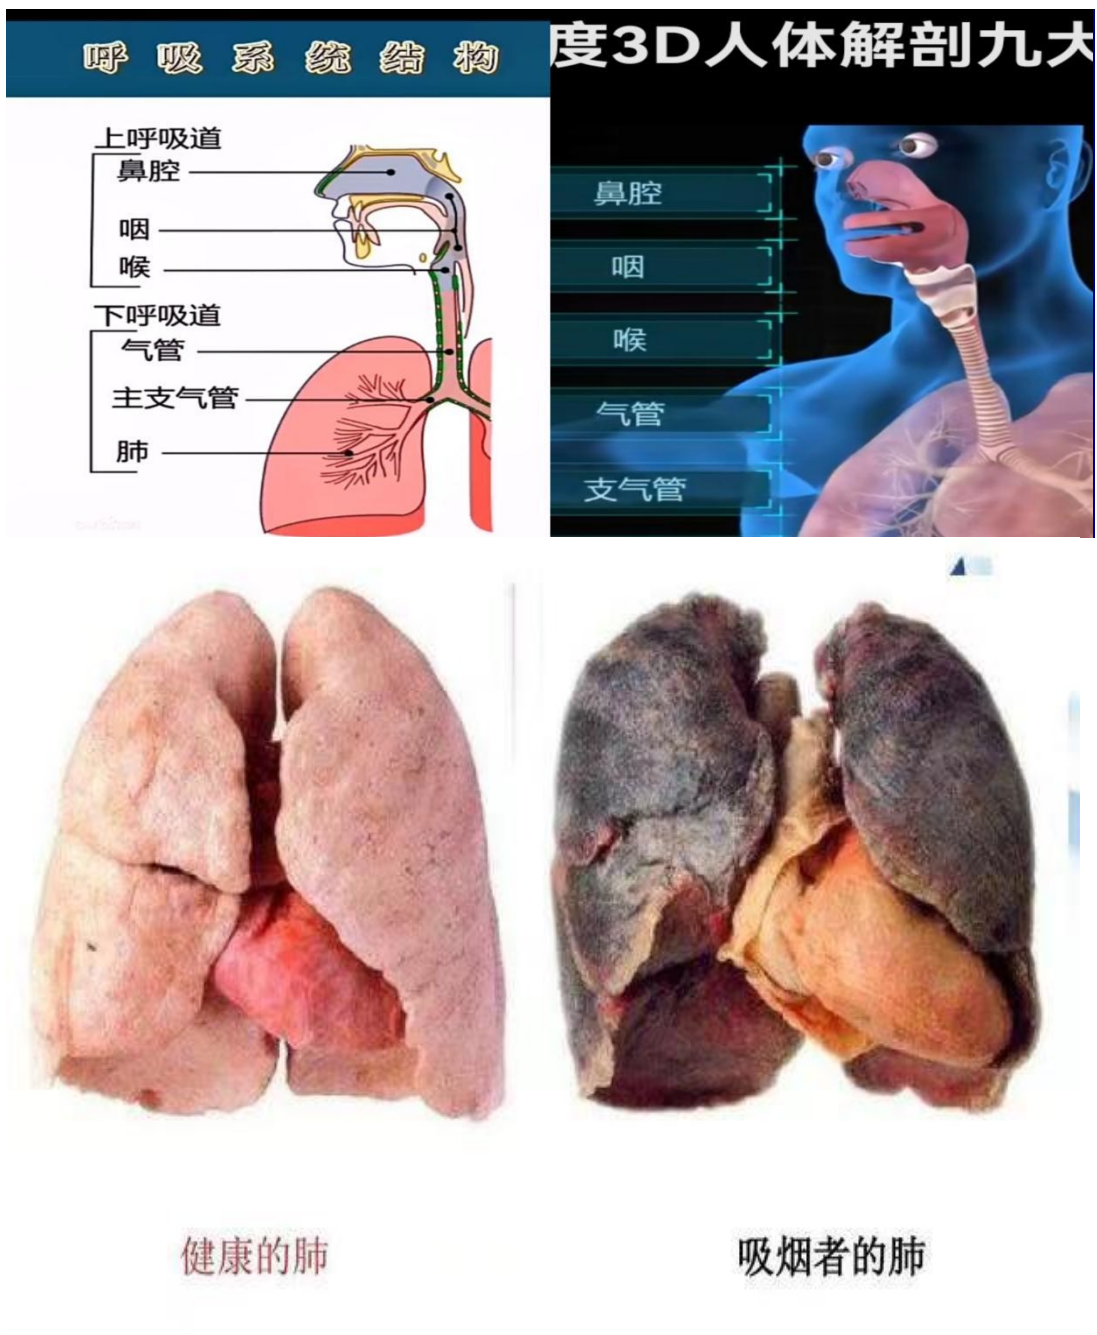 呼吸系统结构
上呼吸道
鼻腔
咽
喉
下呼吸道
气管
主支气管
肺
度3D人体解剖九大
鼻腔
咽
喉
气管
支气管
健康的肺
吸烟者的肺